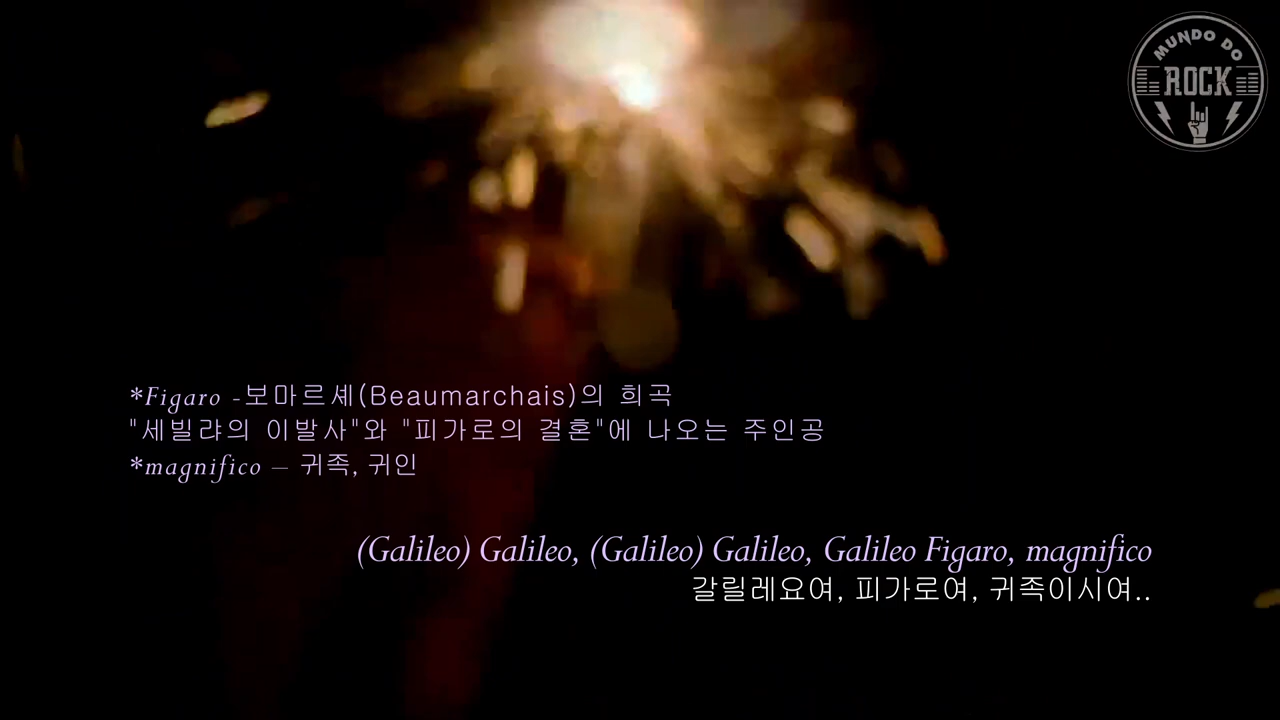 MUNDO DO
ROCK
*Figaro -보마르셰(Beaumarchais)의 희곡
"세빌랴의 이발사"와 "피가로의 결혼"에 나오는 주인공
*magnifico – 귀족, 귀인
(Galileo) Galileo, (Galileo) Galileo, Galileo Figaro, magnifico
갈릴레요여, 피가로여, 귀족이시여..